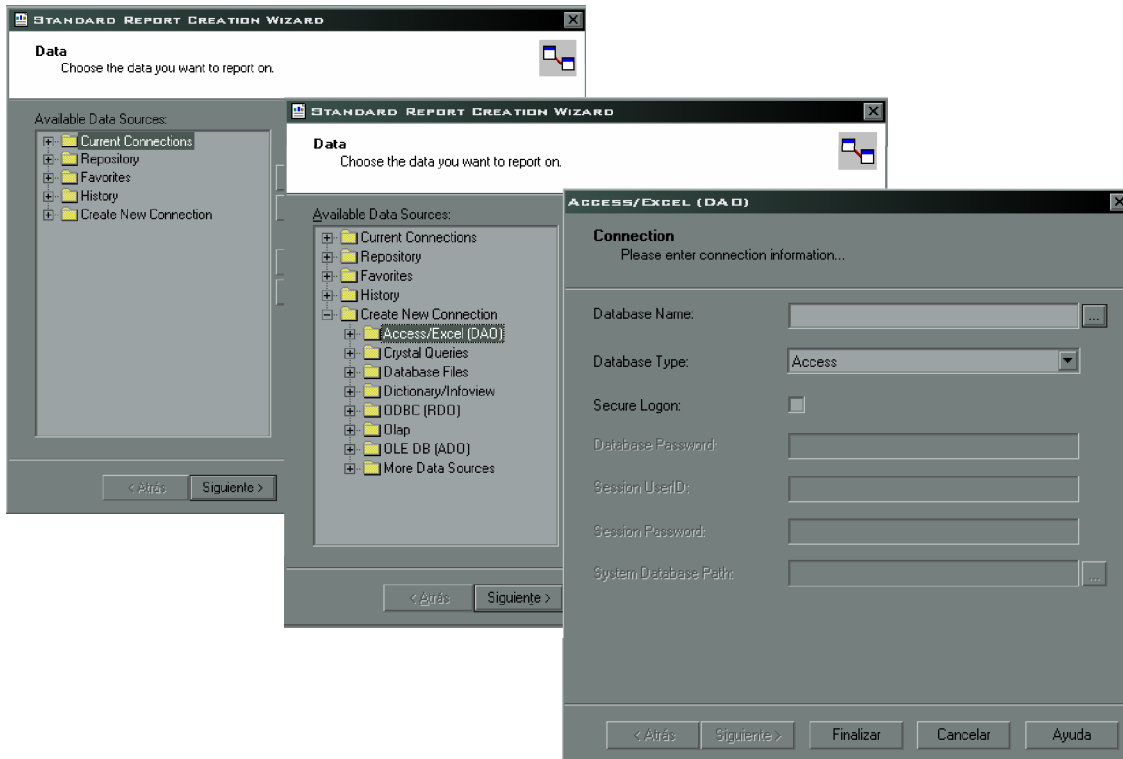 STANDARD REPORT CREATION WIZARD
Data
Choose the data you want to report on.
Available Data Sources:
Current Connections
Repository
Favorites
History
Create New Connection
< Atrás
Siguiente >
STANDARD REPORT CREATION WIZARD
Data
Choose the data you want to report on.
Available Data Sources:
Current Connections
Repository
Favorites
History
Create New Connection
Access/Excel (DAO)
Crystal Queries
Database Files
Dictionary/Infoview
ODBC (RDO)
Olap
OLE DB (ADO)
More Data Sources
< Atrás
Siguiente >
ACCESS/EXCEL (DAO)
Connection
Please enter connection information...
Database Name:
...
Database Type:
Access
Secure Logon:
Database Password:
Session UserID:
Session Password:
System Database Path:
...
< Atrás
Siguiente >
Finalizar
Cancelar
Ayuda